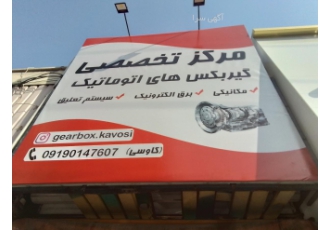 مرکز تخصصی
گیربکس های اتوماتیک
✓ مکانیکی ✓ برق الکترونیک ✓ سیستم تعلیق
gearbox.kavosi
09190147607 (کاوسی)